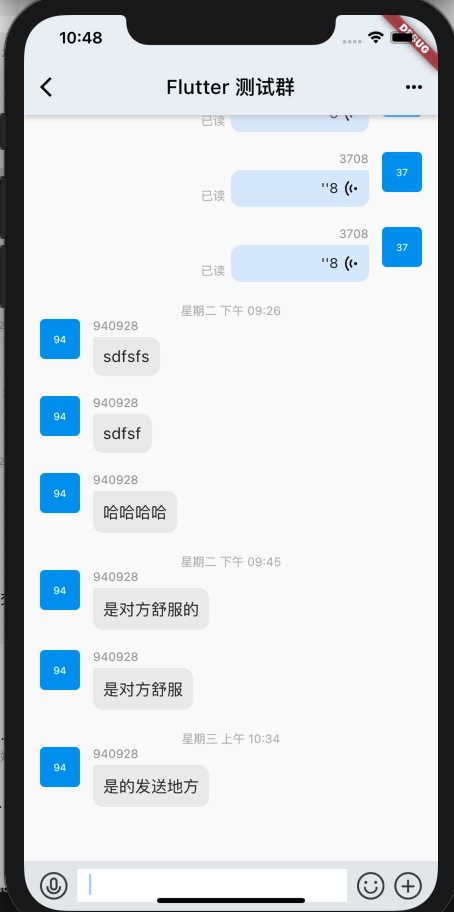 10:48
DEBUG
Flutter 测试群
已读
3708
37
''8
已读
3708
37
''8
已读
星期二 下午 09:26
940928
94
sdfsfs
940928
94
sdfsf
940928
94
哈哈哈哈
星期二 下午 09:45
940928
94
是对方舒服的
940928
94
是对方舒服
星期三 上午 10:34
940928
94
是的发送地方